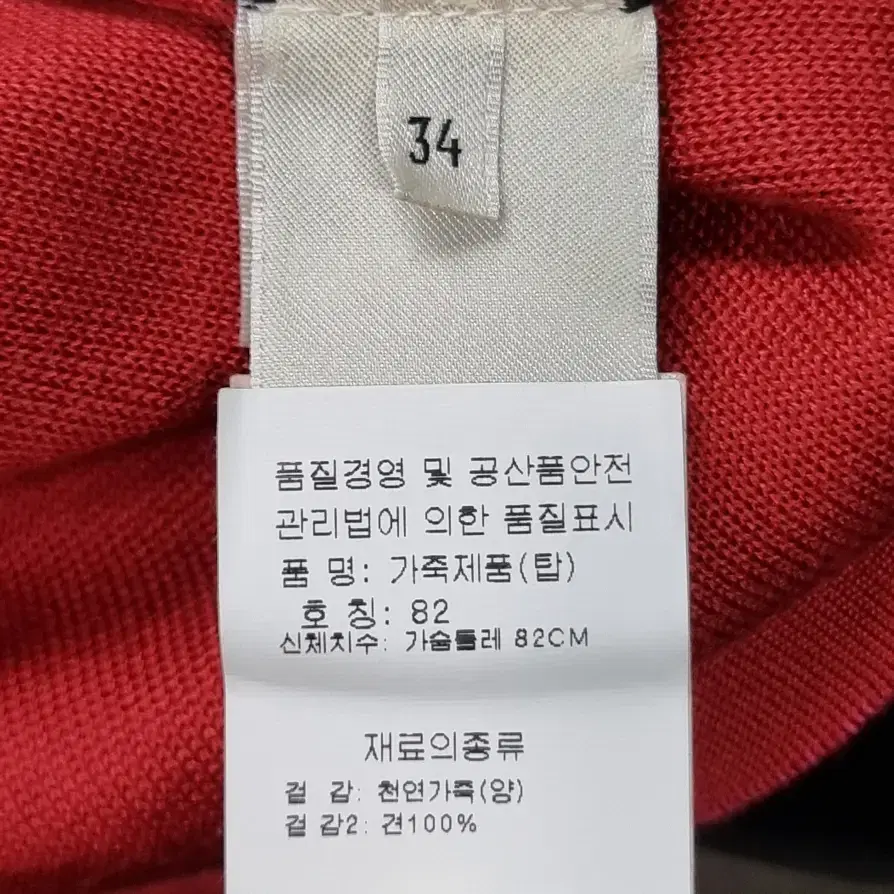 34
품질경영 및 공산품안전
관리법에 의한 품질표시
품 명: 가죽제품(탑)
호 칭: 82
신체치수: 가슴둘레 82CM
재료의종류
겉 감: 천연가죽(양)
겉 감2: 견100%